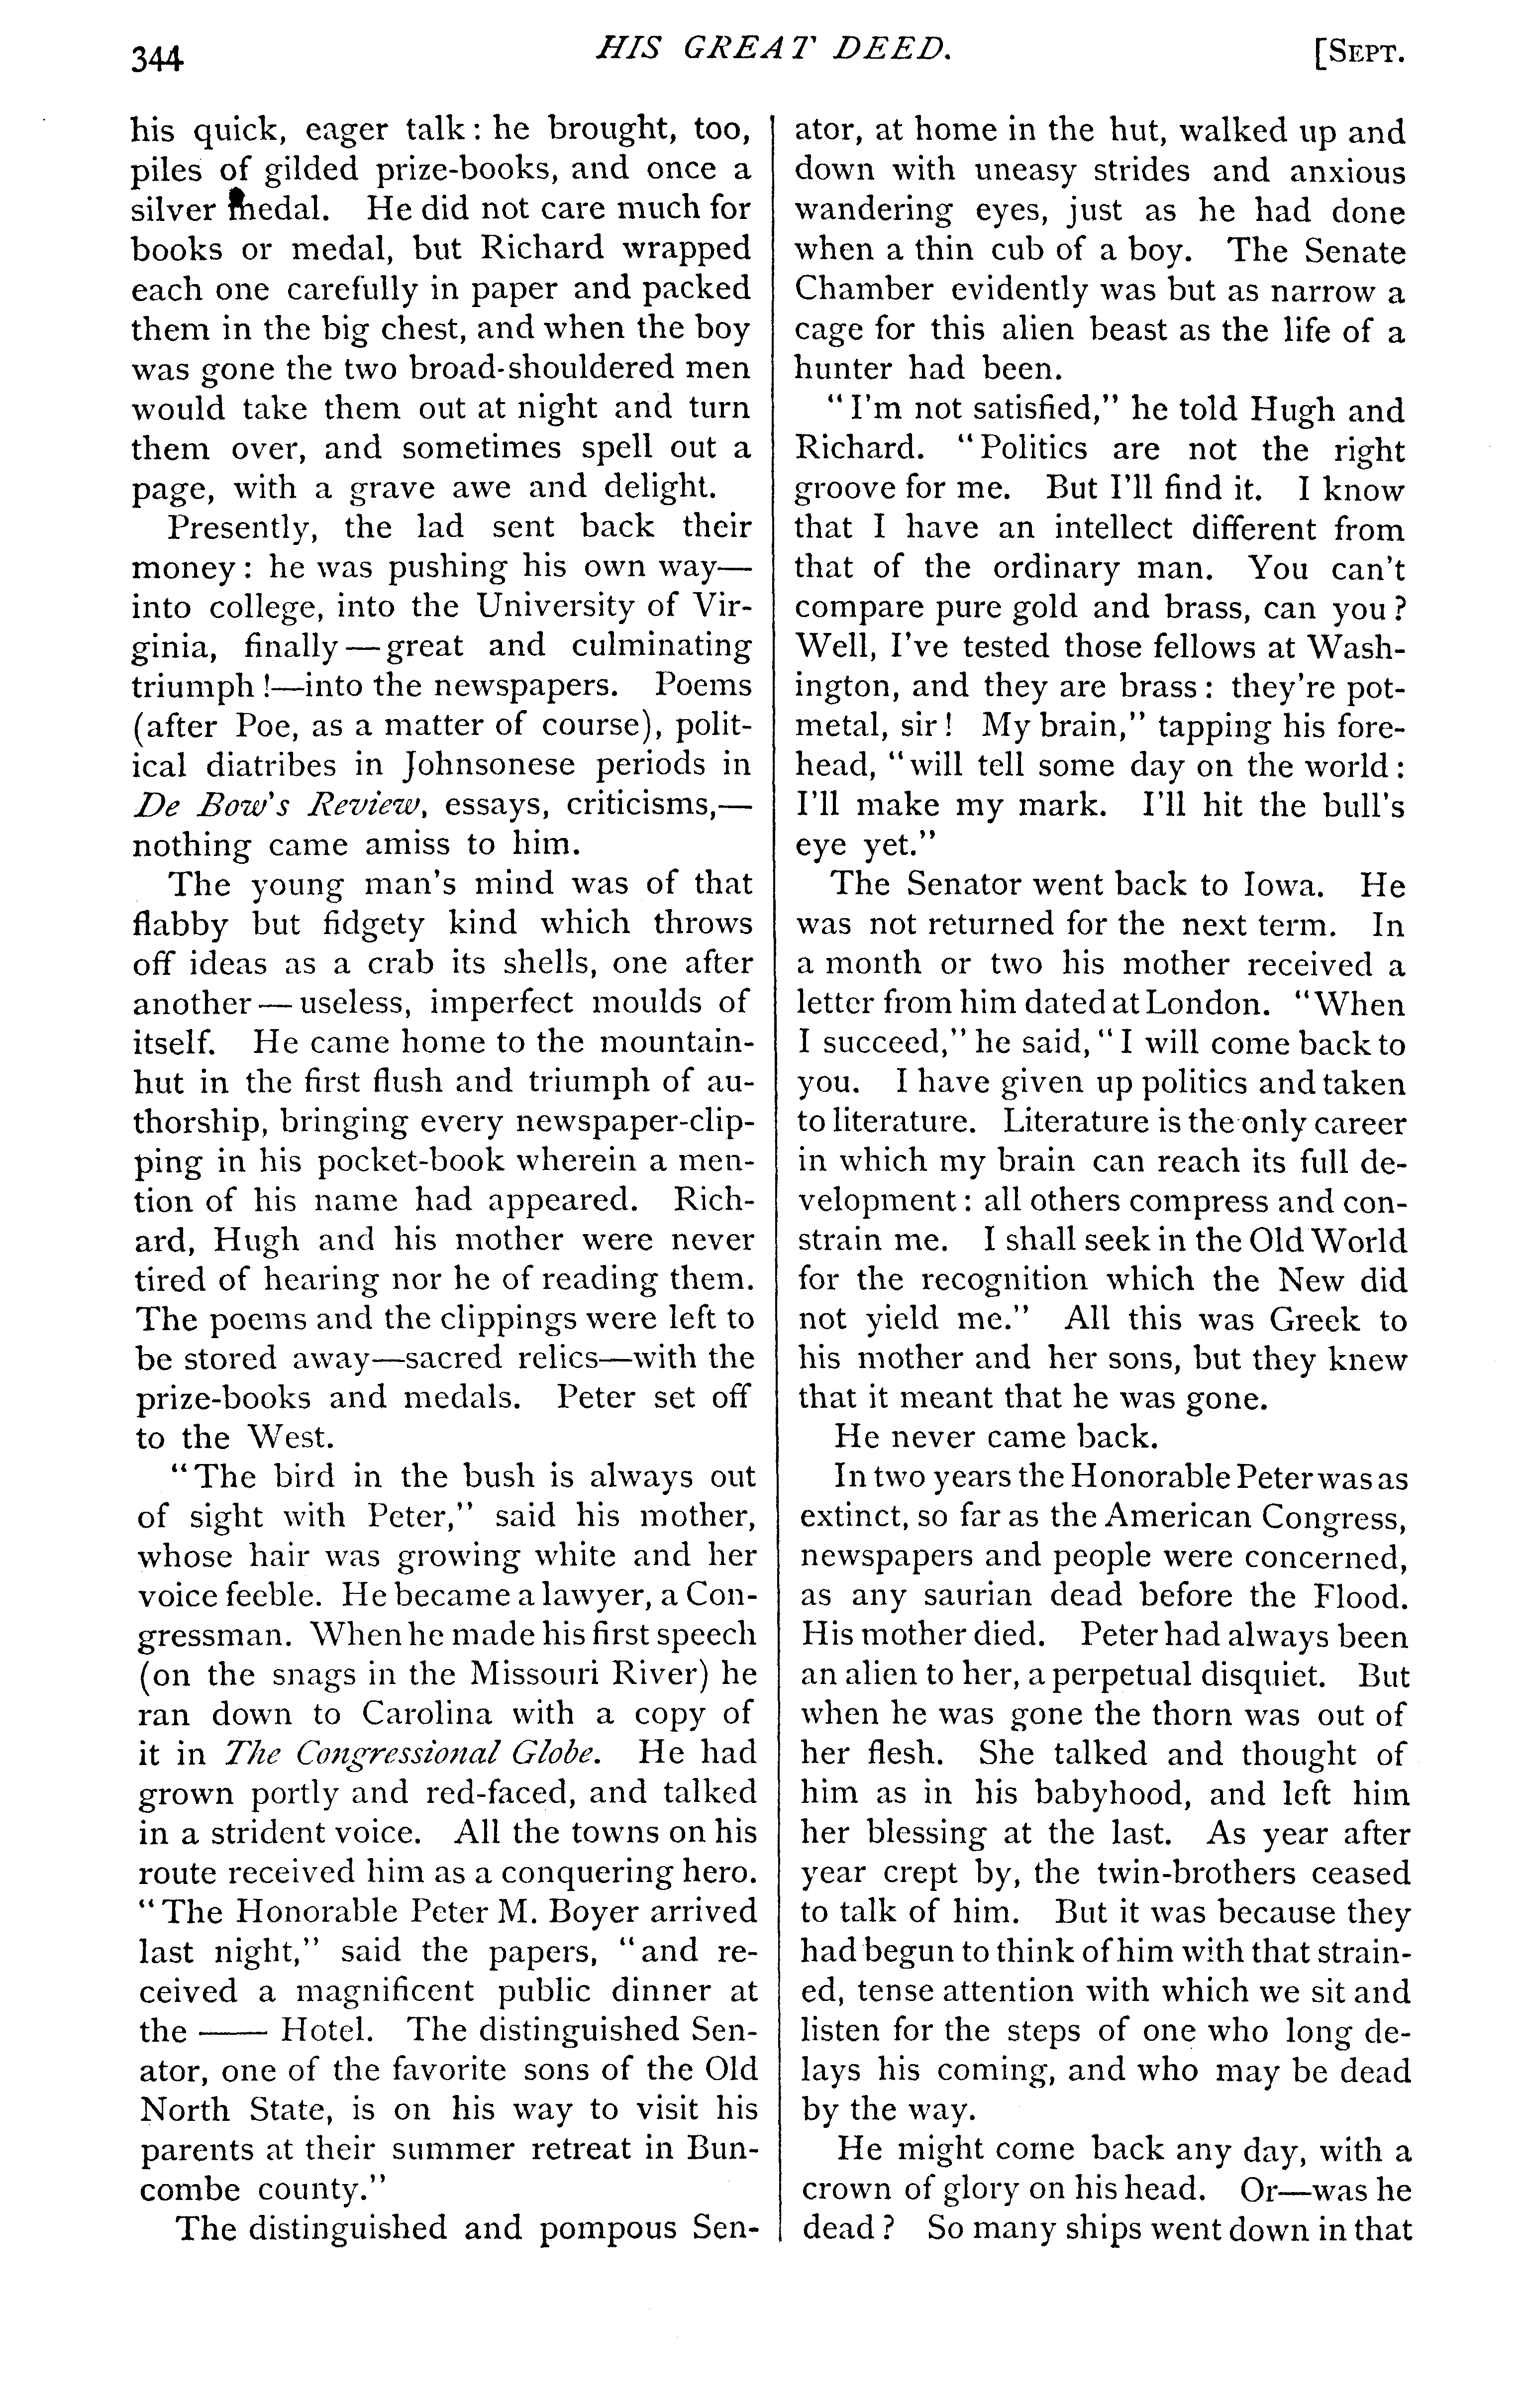 344
HIS GREAT DEED.
[SEPT.
his quick, eager talk: he brought, too,
piles of gilded prize-books, and once a
silver medal. He did not care much for
books or medal, but Richard wrapped
each one carefully in paper and packed
them in the big chest, and when the boy
was gone the two broad-shouldered men
would take them out at night and turn
them over, and sometimes spell out a
page, with a grave awe and delight.
Presently, the lad sent back their
money: he was pushing his own way—
into college, into the University of Vir-
ginia, finally—great and culminating
triumph!—into the newspapers. Poems
(after Poe, as a matter of course), polit-
ical diatribes in Johnsonese periods in
De Bow's Review, essays, criticisms,—
nothing came amiss to him.
The young man's mind was of that
flabby but fidgety kind which throws
off ideas as a crab its shells, one after
another—useless, imperfect moulds of
itself. He came home to the mountain-
hut in the first flush and triumph of au-
thorship, bringing every newspaper-clip-
ping in his pocket-book wherein a men-
tion of his name had appeared. Rich-
ard, Hugh and his mother were never
tired of hearing nor he of reading them.
The poems and the clippings were left to
be stored away—sacred relics—with the
prize-books and medals. Peter set off
to the West.
"The bird in the bush is always out
of sight with Peter," said his mother,
whose hair was growing white and her
voice feeble. He became a lawyer, a Con-
gressman. When he made his first speech
(on the snags in the Missouri River) he
ran down to Carolina with a copy of
it in The Congressional Globe. He had
grown portly and red-faced, and talked
in a strident voice. All the towns on his
route received him as a conquering hero.
"The Honorable Peter M. Boyer arrived
last night," said the papers, "and re-
ceived a magnificent public dinner at
the —— Hotel. The distinguished Sen-
ator, one of the favorite sons of the Old
North State, is on his way to visit his
parents at their summer retreat in Bun-
combe county."
The distinguished and pompous Sen-
ator, at home in the hut, walked up and
down with uneasy strides and anxious
wandering eyes, just as he had done
when a thin cub of a boy. The Senate
Chamber evidently was but as narrow a
cage for this alien beast as the life of a
hunter had been.
"I'm not satisfied," he told Hugh and
Richard. "Politics are not the right
groove for me. But I'll find it. I know
that I have an intellect different from
that of the ordinary man. You can't
compare pure gold and brass, can you?
Well, I've tested those fellows at Wash-
ington, and they are brass: they're pot-
metal, sir! My brain," tapping his fore-
head, "will tell some day on the world:
I'll make my mark. I'll hit the bull's
eye yet."
The Senator went back to Iowa. He
was not returned for the next term. In
a month or two his mother received a
letter from him dated at London. "When
I succeed," he said, "I will come back to
you. I have given up politics and taken
to literature. Literature is the only career
in which my brain can reach its full de-
velopment: all others compress and con-
strain me. I shall seek in the Old World
for the recognition which the New did
not yield me." All this was Greek to
his mother and her sons, but they knew
that it meant that he was gone.
He never came back.
In two years the Honorable Peter was as
extinct, so far as the American Congress,
newspapers and people were concerned,
as any saurian dead before the Flood.
His mother died. Peter had always been
an alien to her, a perpetual disquiet. But
when he was gone the thorn was out of
her flesh. She talked and thought of
him as in his babyhood, and left him
her blessing at the last. As year after
year crept by, the twin-brothers ceased
to talk of him. But it was because they
had begun to think of him with that strain-
ed, tense attention with which we sit and
listen for the steps of one who long de-
lays his coming, and who may be dead
by the way.
He might come back any day, with a
crown of glory on his head. Or—was he
dead? So many ships went down in that